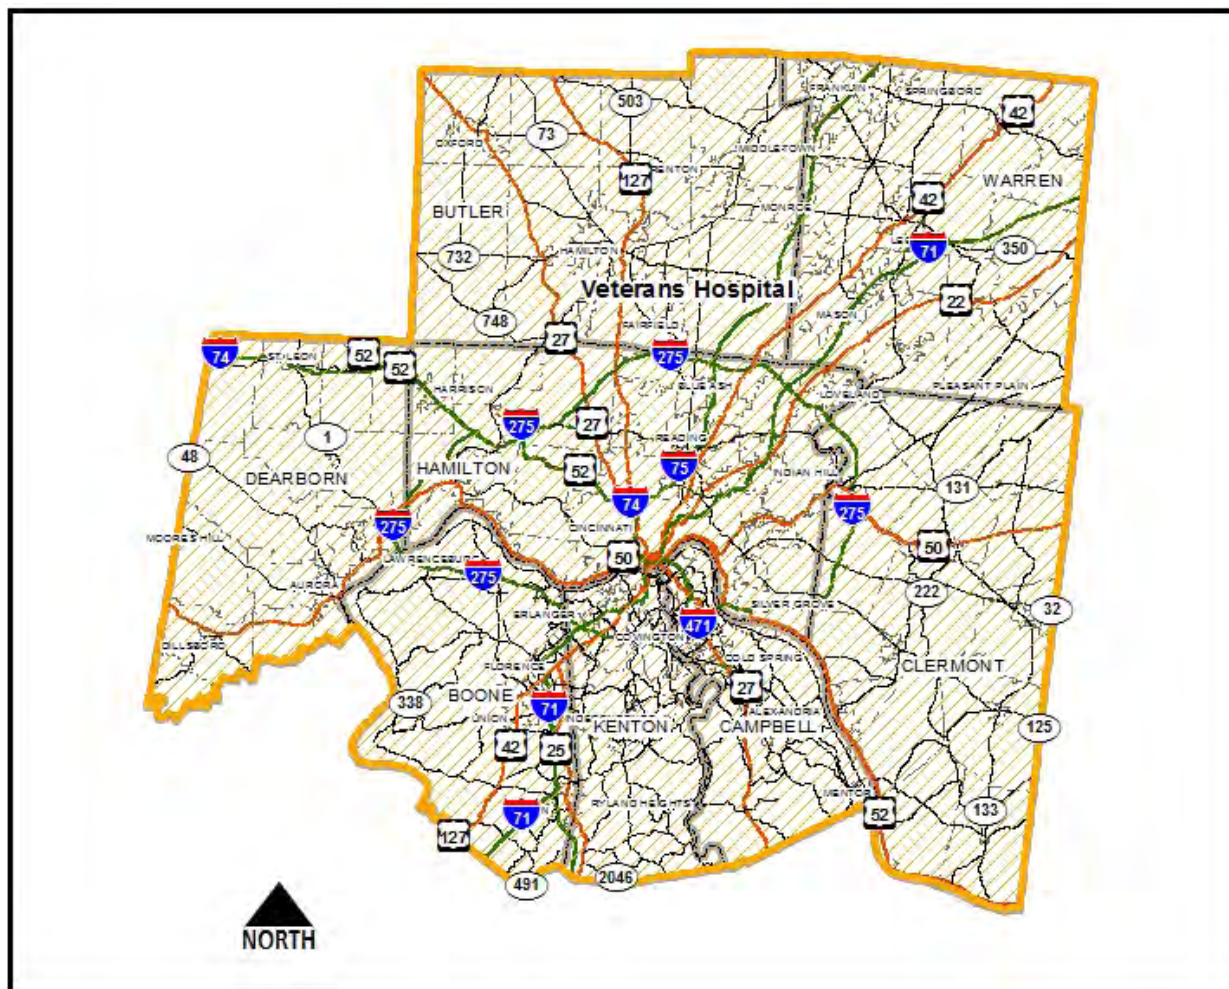 FRANKLIN
SPRINGBORO
503
42
73
OXFORD
MIDDLETOWN
127
TRENTON
WARREN
42
BUTLER
MONROE
HAMILTON
71
350
732
Veterans Hospital
22
MASON
748
FAIRFIELD
27
74
ST. LEON
52
52
275
BLUE ASH
PLEASANT PLAIN
HARRISON
LOVELAND
275
27
1
READING
48
HAMILTON
52
75
INDIAN HILL
DEARBORN
131
74
275
275
CINCINNATI
MOORES HILL
50
50
LAWRENCEBURG
275
AURORA
222
SILVER GROVE
32
ERLANGER
471
COVINGTON
DILLSBORO
COLD SPRING
FLORENCE
CLERMONT
27
BOONE
338
71
ALEXANDRIA
UNION
KENTON
CAMPBELL
125
42
25
MENTOR
RYLAND HEIGHTS
71
52
133
127
491
2046
NORTH